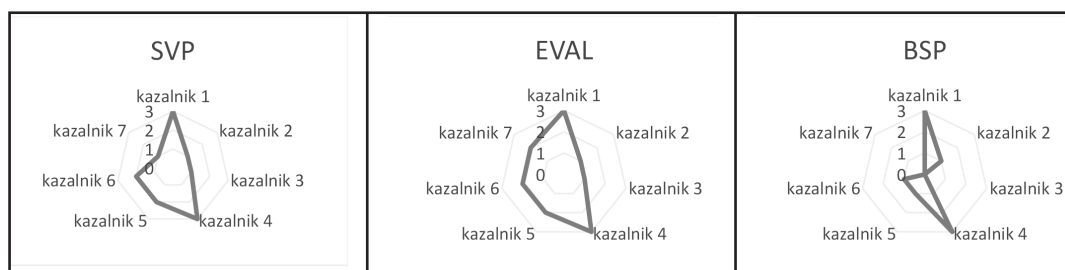 SVP
kazalnik 1
3
kazalnik 7
2
kazalnik 2
1
0
kazalnik 6
kazalnik 3
kazalnik 5
kazalnik 4
EVAL
kazalnik 1
3
kazalnik 7
2
kazalnik 2
1
0
kazalnik 6
kazalnik 3
kazalnik 5
kazalnik 4
BSP
kazalnik 1
3
kazalnik 7
2
kazalnik 2
1
0
kazalnik 6
kazalnik 3
kazalnik 5
kazalnik 4